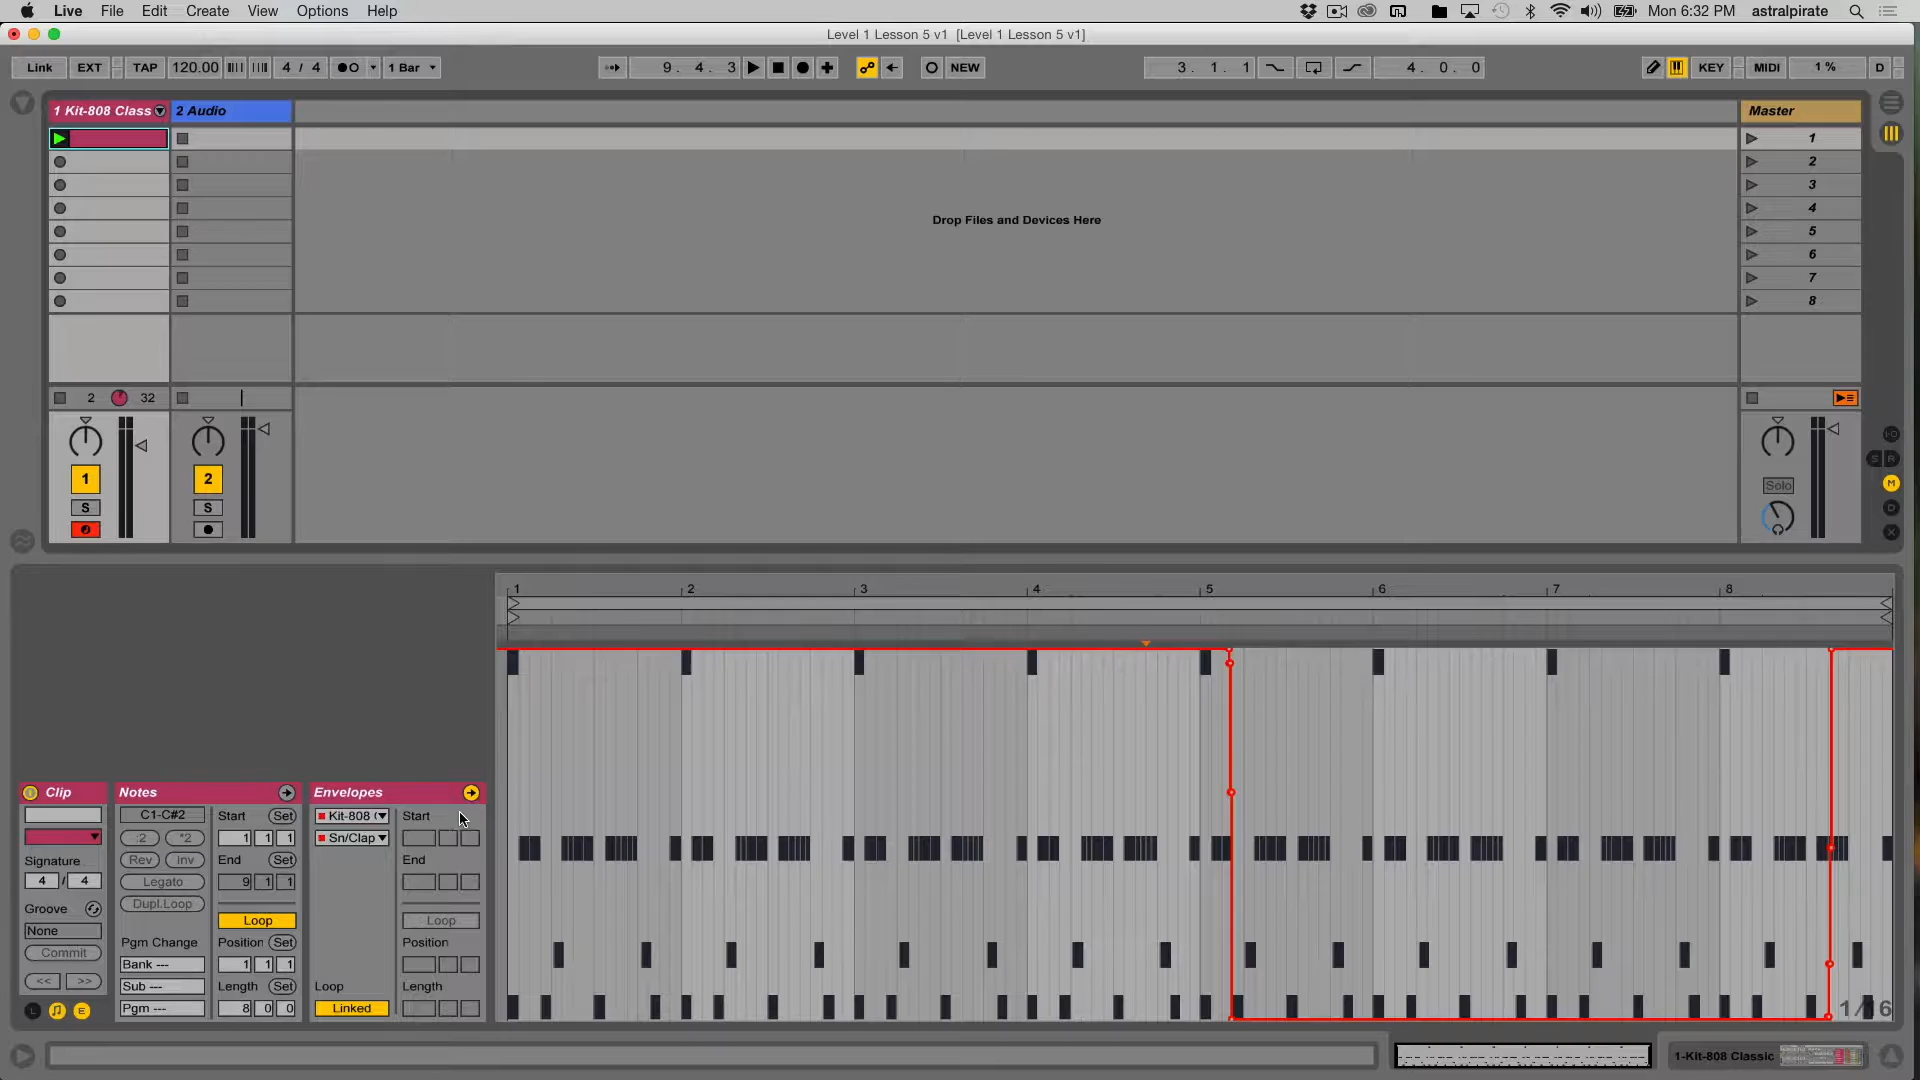 Live File Edit Create View Options Help Mon 6:32 PM astralpirate
Level 1 Lesson 5 v1 [Level 1 Lesson 5 v1]
Link EXT TAP 120.00 4 / 4 1 Bar 9. 4. 3 NEW 3. 1. 1 4. 0. 0 KEY MIDI 1 % D
1 Kit-808 Class 2 Audio Master
1
2
3
Drop Files and Devices Here
4
5
6
7
8
2 32
S R
1 2 M
Solo
S S D
X
1 2 3 4 5 6 7 8
Clip Notes Envelopes
C1-C#2 Start Set Kit-808 ( Start
:2 *2 1 1 1 Sn/Clap
Signature Rev Inv End Set End
4 / 4 Legato 9 1 1
Groove Dupl.Loop
None Loop Loop
Commit Pgm Change Position Set Position
Bank --- 1 1 1
<< >> Sub --- Length Set Loop Length
L E Pgm --- 8 0 0 Linked
1/16
1-Kit-808 Classic